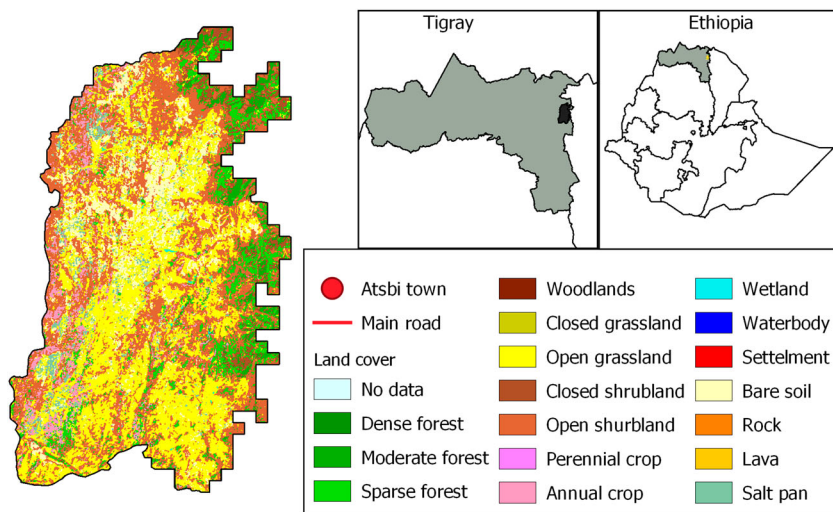 Tigray
Ethiopia
Atsbi town
Main road
Land cover
No data
Dense forest
Moderate forest
Sparse forest
Woodlands
Closed grassland
Open grassland
Closed shrubland
Open shurbland
Perennial crop
Annual crop
Wetland
Waterbody
Settelment
Bare soil
Rock
Lava
Salt pan